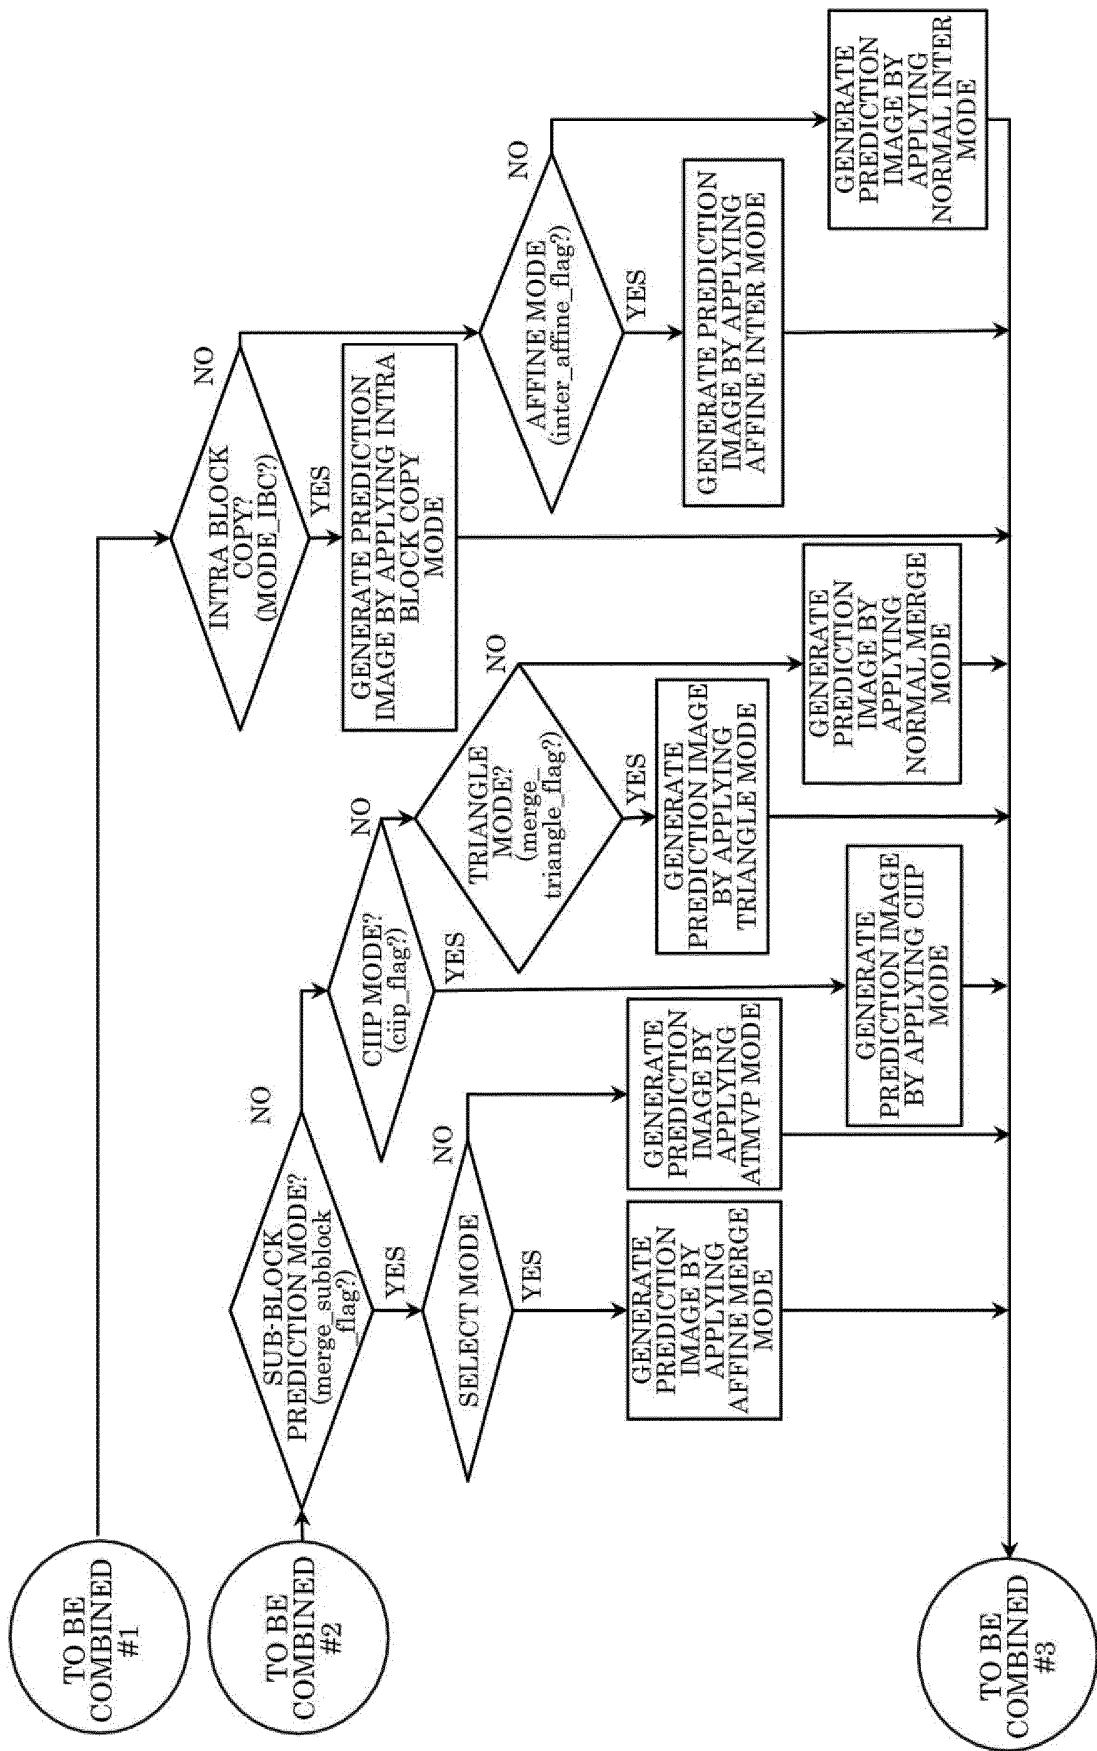 TO BE
COMBINED
#1
INTRA BLOCK
COPY?
(MODE_IBC?)
NO
YES
GENERATE PREDICTION
IMAGE BY APPLYING INTRA
BLOCK COPY
MODE
AFFINE MODE
(inter_affine_flag?)
NO
YES
GENERATE PREDICTION
IMAGE BY APPLYING
AFFINE INTER MODE
GENERATE
PREDICTION
IMAGE BY
APPLYING
NORMAL INTER
MODE
TO BE
COMBINED
#2
SUB-BLOCK
PREDICTION MODE?
(merge_subblock
_flag?)
NO
YES
SELECT MODE
NO
YES
GENERATE
PREDICTION
IMAGE BY
APPLYING
AFFINE MERGE
MODE
GENERATE
PREDICTION
IMAGE BY
APPLYING
ATMVP MODE
CIIP MODE?
(ciip_flag?)
NO
YES
GENERATE
PREDICTION IMAGE
BY APPLYING CIIP
MODE
TRIANGLE
MODE?
(merge_
triangle_flag?)
NO
YES
GENERATE
PREDICTION IMAGE
BY APPLYING
TRIANGLE MODE
GENERATE
PREDICTION
IMAGE BY
APPLYING
NORMAL MERGE
MODE
TO BE
COMBINED
#3